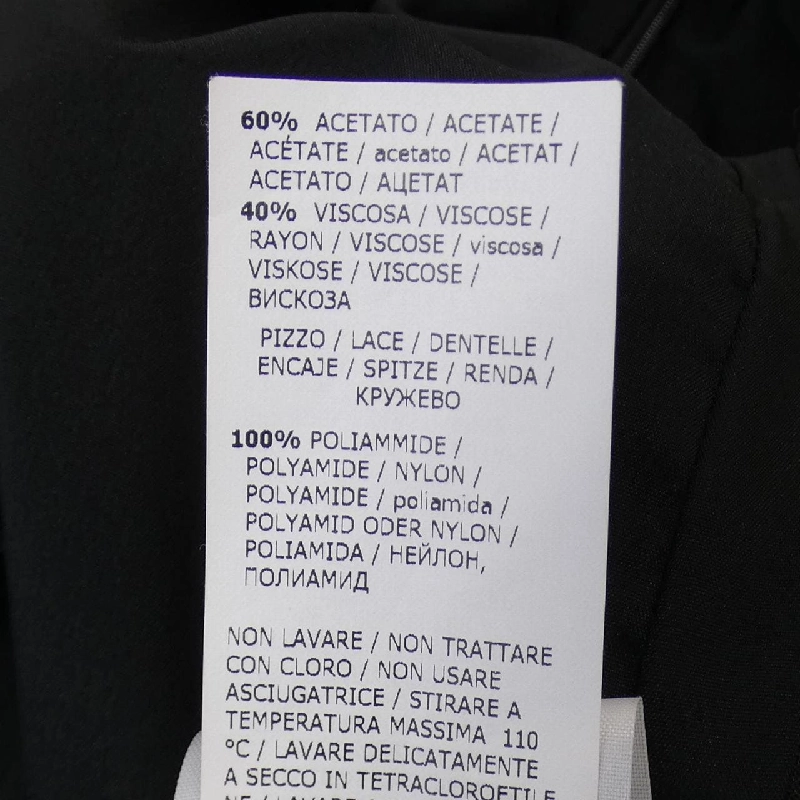 60% ACETATO / ACETATE /
ACÉTATE / acetato / ACETAT /
ACETATO / АЦЕТАТ
40% VISCOSA / VISCOSE /
RAYON / VISCOSE / viscosa /
VISKOSE / VISCOSE /
ВИСКОЗА
PIZZO / LACE / DENTELLE /
ENCAJE / SPITZE / RENDA /
КРУЖЕВО
100% POLIAMMIDE /
POLYAMIDE / NYLON /
POLYAMIDE / poliamida /
POLYAMID ODER NYLON /
POLIAMIDA / НЕЙЛОН,
ПОЛИАМИД
NON LAVARE / NON TRATTARE
CON CLORO / NON USARE
ASCIUGATRICE / STIRARE A
TEMPERATURA MASSIMA 110
°C / LAVARE DELICATAMENTE
A SECCO IN TETRACLOROETILE
NE / LAVARE